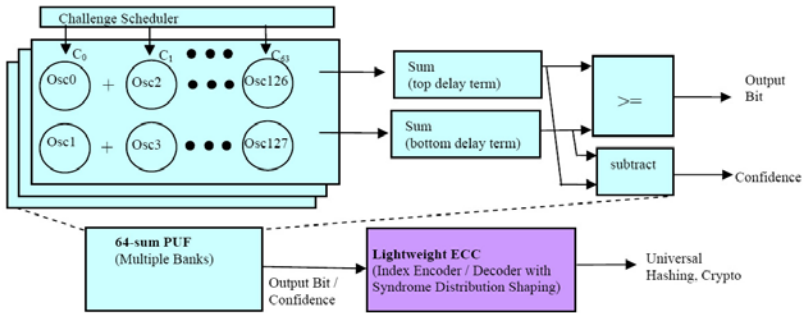 Challenge Scheduler
C0 C1 C63
Osc0 + Osc2 Osc126
Osc1 + Osc3 Osc127
Sum
(top delay term)
Sum
(bottom delay term)
>=
subtract
Output
Bit
Confidence
64-sum PUF
(Multiple Banks)
Output Bit /
Confidence
Lightweight ECC
(Index Encoder / Decoder with
Syndrome Distribution Shaping)
Universal
Hashing, Crypto